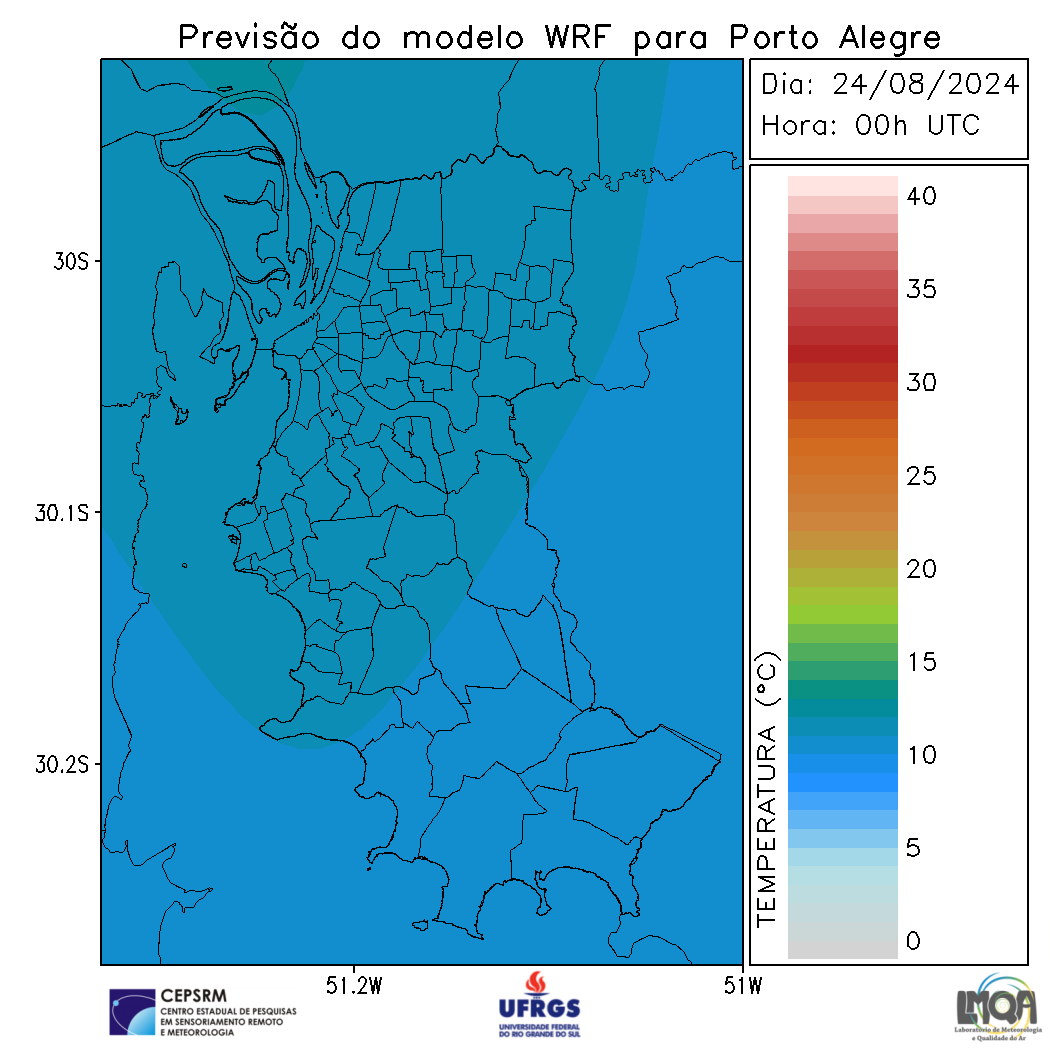 Previsão do modelo WRF para Porto Alegre
Dia: 24/08/2024
Hora: 00h UTC
40
35
30
25
20
15
10
5
0
TEMPERATURA (°C)
30S
30.1S
30.2S
51.2W
51W
CEPSRM
CENTRO ESTADUAL DE PESQUISAS
EM SENSORIAMENTO REMOTO
E METEOROLOGIA
UFRGS
UNIVERSIDADE FEDERAL
DO RIO GRANDE DO SUL
LMQA
Laboratório de Meteorologia
e Qualidade do Ar